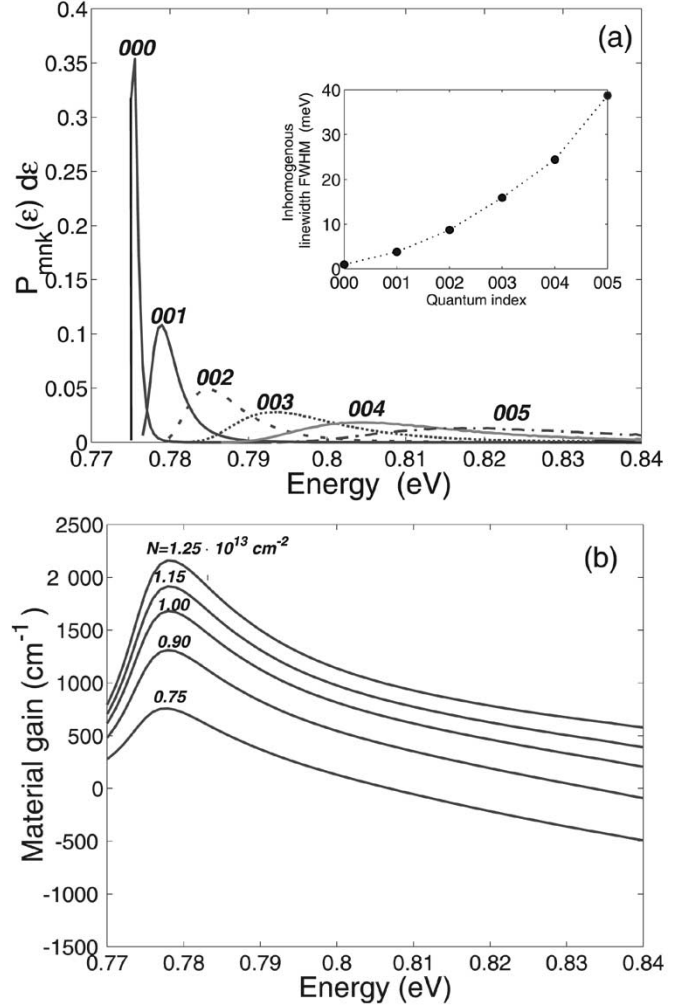 0.4
(a)
000
0.35
40
0.3
30
Inhomogenous
linewidth FWHM (meV)
20
0.25
10
0.2
0
000 001 002 003 004 005
Quantum index
P_mnk(ε) dε
0.15
001
0.1
002
003
004
005
0.05
0
0.77 0.78 0.79 0.8 0.81 0.82 0.83 0.84
Energy (eV)
2500
(b)
N=1.25 · 10^13 cm^-2
2 000
1.15
1.00
1500
0.90
1000
0.75
500
0
-500
-1000
-1500
Material gain (cm^-1)
0.77 0.78 0.79 0.8 0.81 0.82 0.83 0.84
Energy (eV)